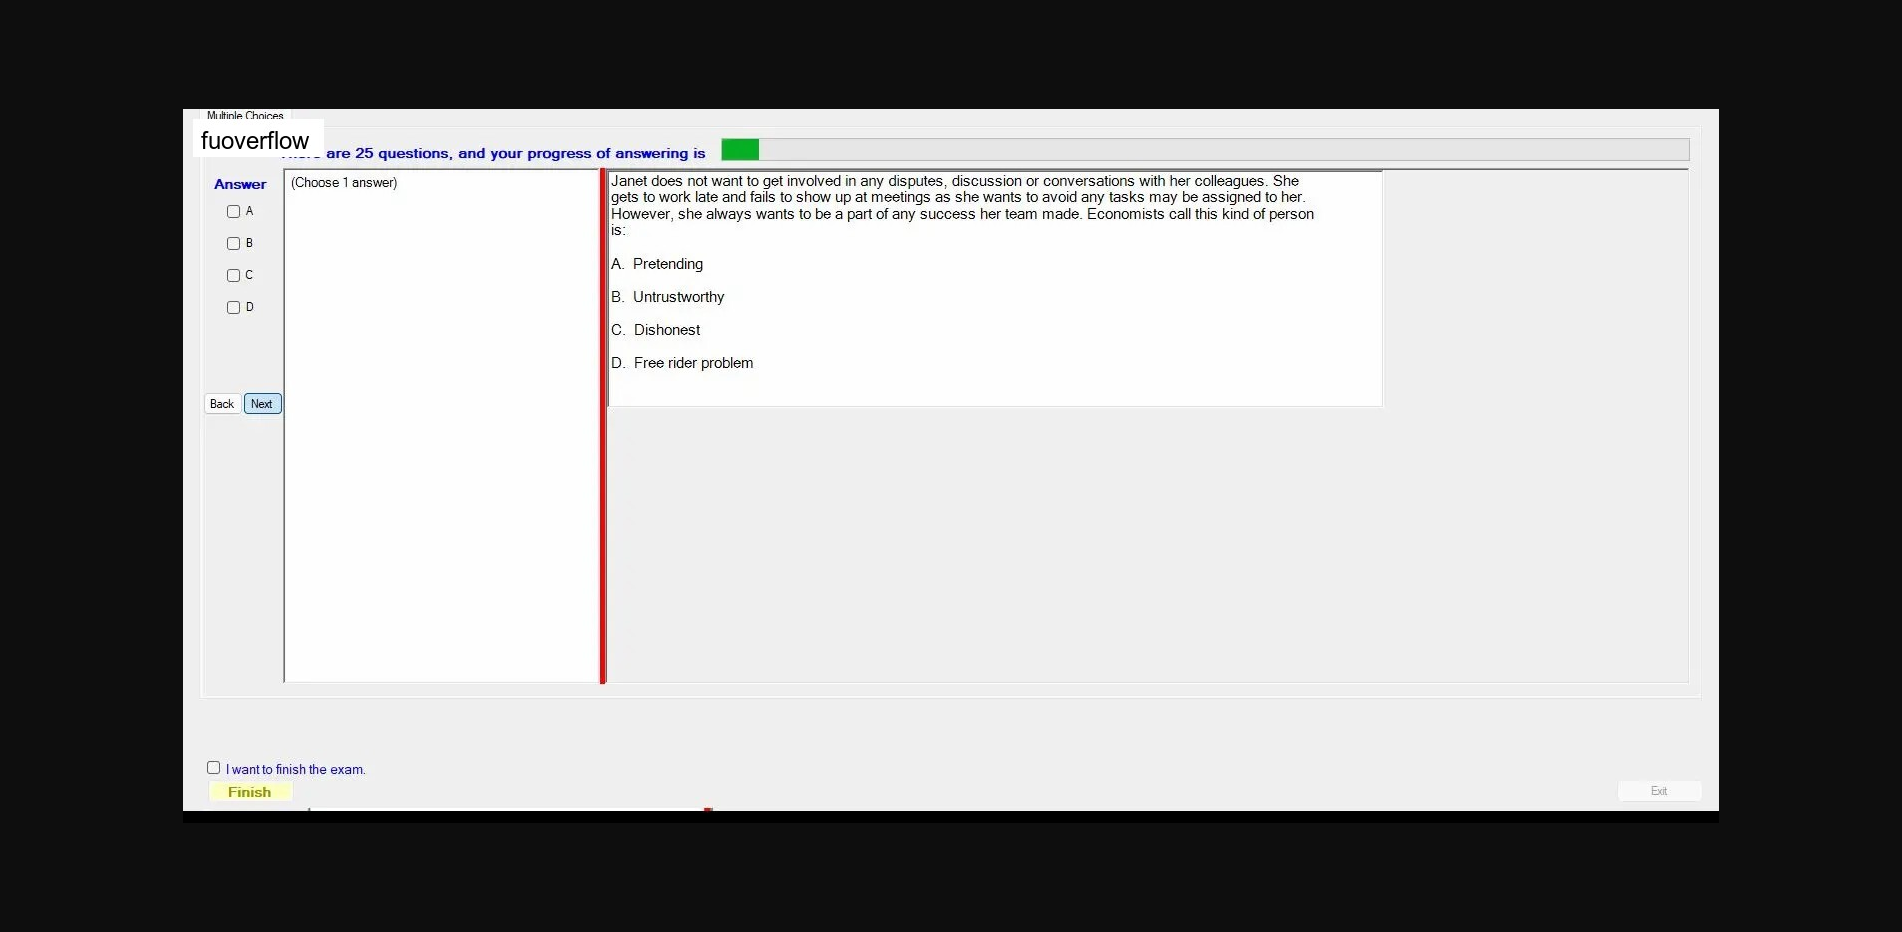 Multiple Choices
fuoverflow
are 25 questions, and your progress of answering is
Answer
(Choose 1 answer)
A
B
C
D
Back Next
Janet does not want to get involved in any disputes, discussion or conversations with her colleagues. She
gets to work late and fails to show up at meetings as she wants to avoid any tasks may be assigned to her.
However, she always wants to be a part of any success her team made. Economists call this kind of person
is:
A. Pretending
B. Untrustworthy
C. Dishonest
D. Free rider problem
I want to finish the exam.
Finish
Exit